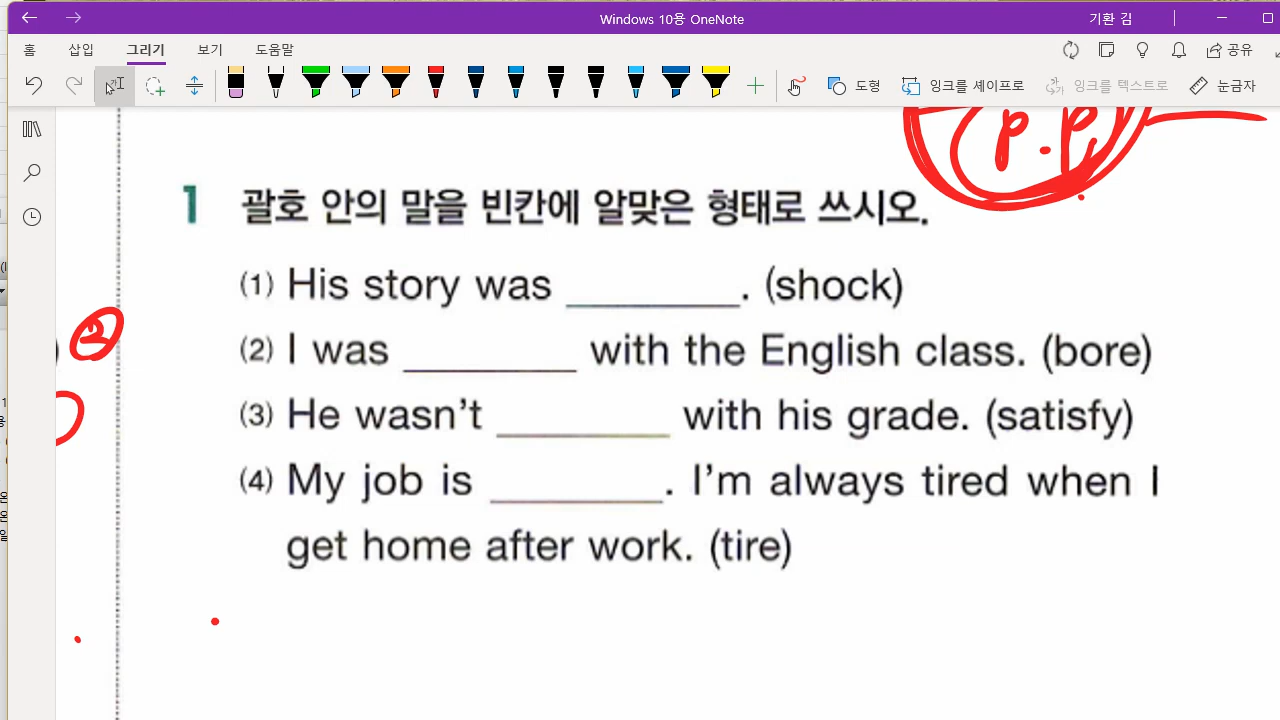 Windows 10용 OneNote
기환 김
홈 삽입 그리기 보기 도움말
공유
도형 잉크를 셰이프로 잉크를 텍스트로 눈금자
p.p
1 괄호 안의 말을 빈칸에 알맞은 형태로 쓰시오.
(1) His story was ________. (shock)
(2) I was ________ with the English class. (bore)
(3) He wasn't ________ with his grade. (satisfy)
(4) My job is ________. I'm always tired when I
get home after work. (tire)